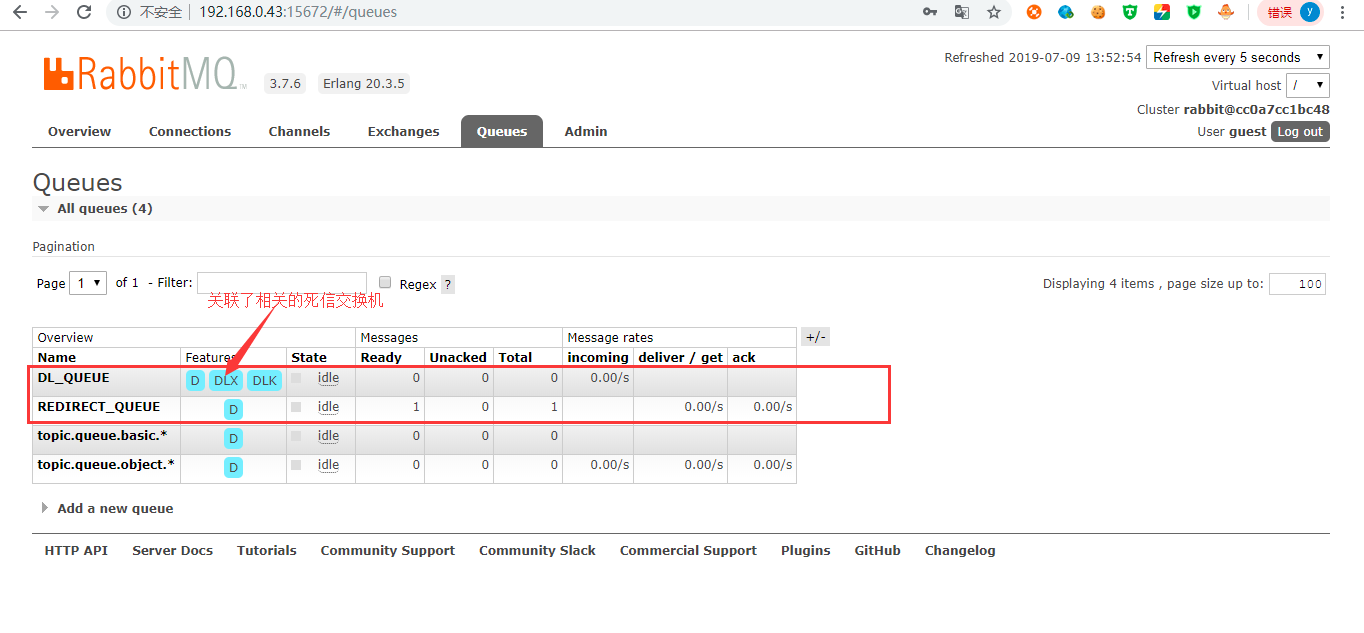 不安全 | 192.168.0.43:15672/#/queues 错误 y
Refreshed 2019-07-09 13:52:54 Refresh every 5 seconds
RabbitMQ TM 3.7.6 Erlang 20.3.5
Virtual host /
Cluster rabbit@cc0a7cc1bc48
User guest Log out
Overview Connections Channels Exchanges Queues Admin
Queues
All queues (4)
Pagination
Page 1 of 1 - Filter: Regex ? Displaying 4 items , page size up to: 100
关联了相关的死信交换机
Overview Messages Message rates +/-
Name Features State Ready Unacked Total incoming deliver / get ack
DL_QUEUE D DLX DLK idle 0 0 0 0.00/s
REDIRECT_QUEUE D idle 1 0 1 0.00/s 0.00/s
topic.queue.basic.* D idle 0 0 0
topic.queue.object.* D idle 0 0 0 0.00/s 0.00/s 0.00/s
Add a new queue
HTTP API Server Docs Tutorials Community Support Community Slack Commercial Support Plugins GitHub Changelog